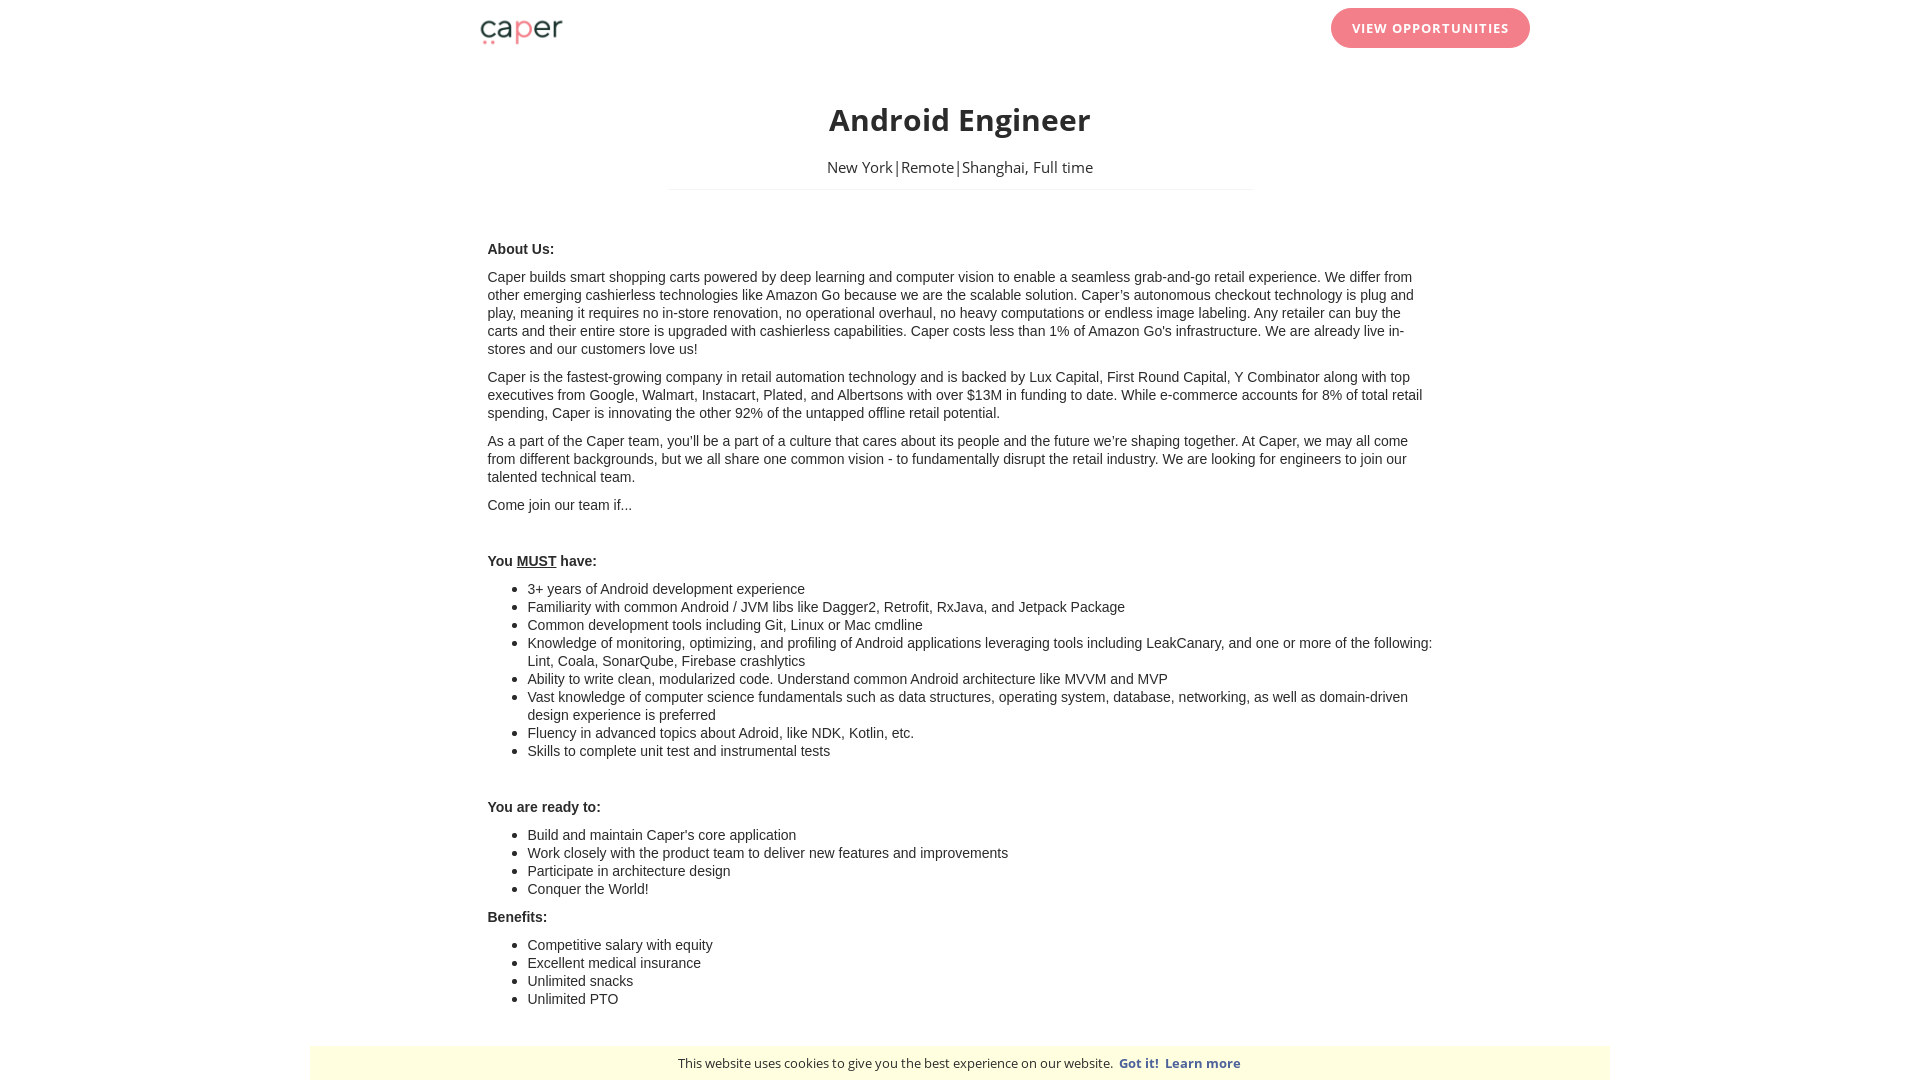 caper
VIEW OPPORTUNITIES
Android Engineer
New York|Remote|Shanghai, Full time
About Us:
Caper builds smart shopping carts powered by deep learning and computer vision to enable a seamless grab-and-go retail experience. We differ from
other emerging cashierless technologies like Amazon Go because we are the scalable solution. Caper’s autonomous checkout technology is plug and
play, meaning it requires no in-store renovation, no operational overhaul, no heavy computations or endless image labeling. Any retailer can buy the
carts and their entire store is upgraded with cashierless capabilities. Caper costs less than 1% of Amazon Go's infrastructure. We are already live in-
stores and our customers love us!
Caper is the fastest-growing company in retail automation technology and is backed by Lux Capital, First Round Capital, Y Combinator along with top
executives from Google, Walmart, Instacart, Plated, and Albertsons with over $13M in funding to date. While e-commerce accounts for 8% of total retail
spending, Caper is innovating the other 92% of the untapped offline retail potential.
As a part of the Caper team, you’ll be a part of a culture that cares about its people and the future we’re shaping together. At Caper, we may all come
from different backgrounds, but we all share one common vision - to fundamentally disrupt the retail industry. We are looking for engineers to join our
talented technical team.
Come join our team if...
You MUST have:
3+ years of Android development experience
Familiarity with common Android / JVM libs like Dagger2, Retrofit, RxJava, and Jetpack Package
Common development tools including Git, Linux or Mac cmdline
Knowledge of monitoring, optimizing, and profiling of Android applications leveraging tools including LeakCanary, and one or more of the following:
Lint, Coala, SonarQube, Firebase crashlytics
Ability to write clean, modularized code. Understand common Android architecture like MVVM and MVP
Vast knowledge of computer science fundamentals such as data structures, operating system, database, networking, as well as domain-driven
design experience is preferred
Fluency in advanced topics about Adroid, like NDK, Kotlin, etc.
Skills to complete unit test and instrumental tests
You are ready to:
Build and maintain Caper's core application
Work closely with the product team to deliver new features and improvements
Participate in architecture design
Conquer the World!
Benefits:
Competitive salary with equity
Excellent medical insurance
Unlimited snacks
Unlimited PTO
This website uses cookies to give you the best experience on our website. Got it! Learn more